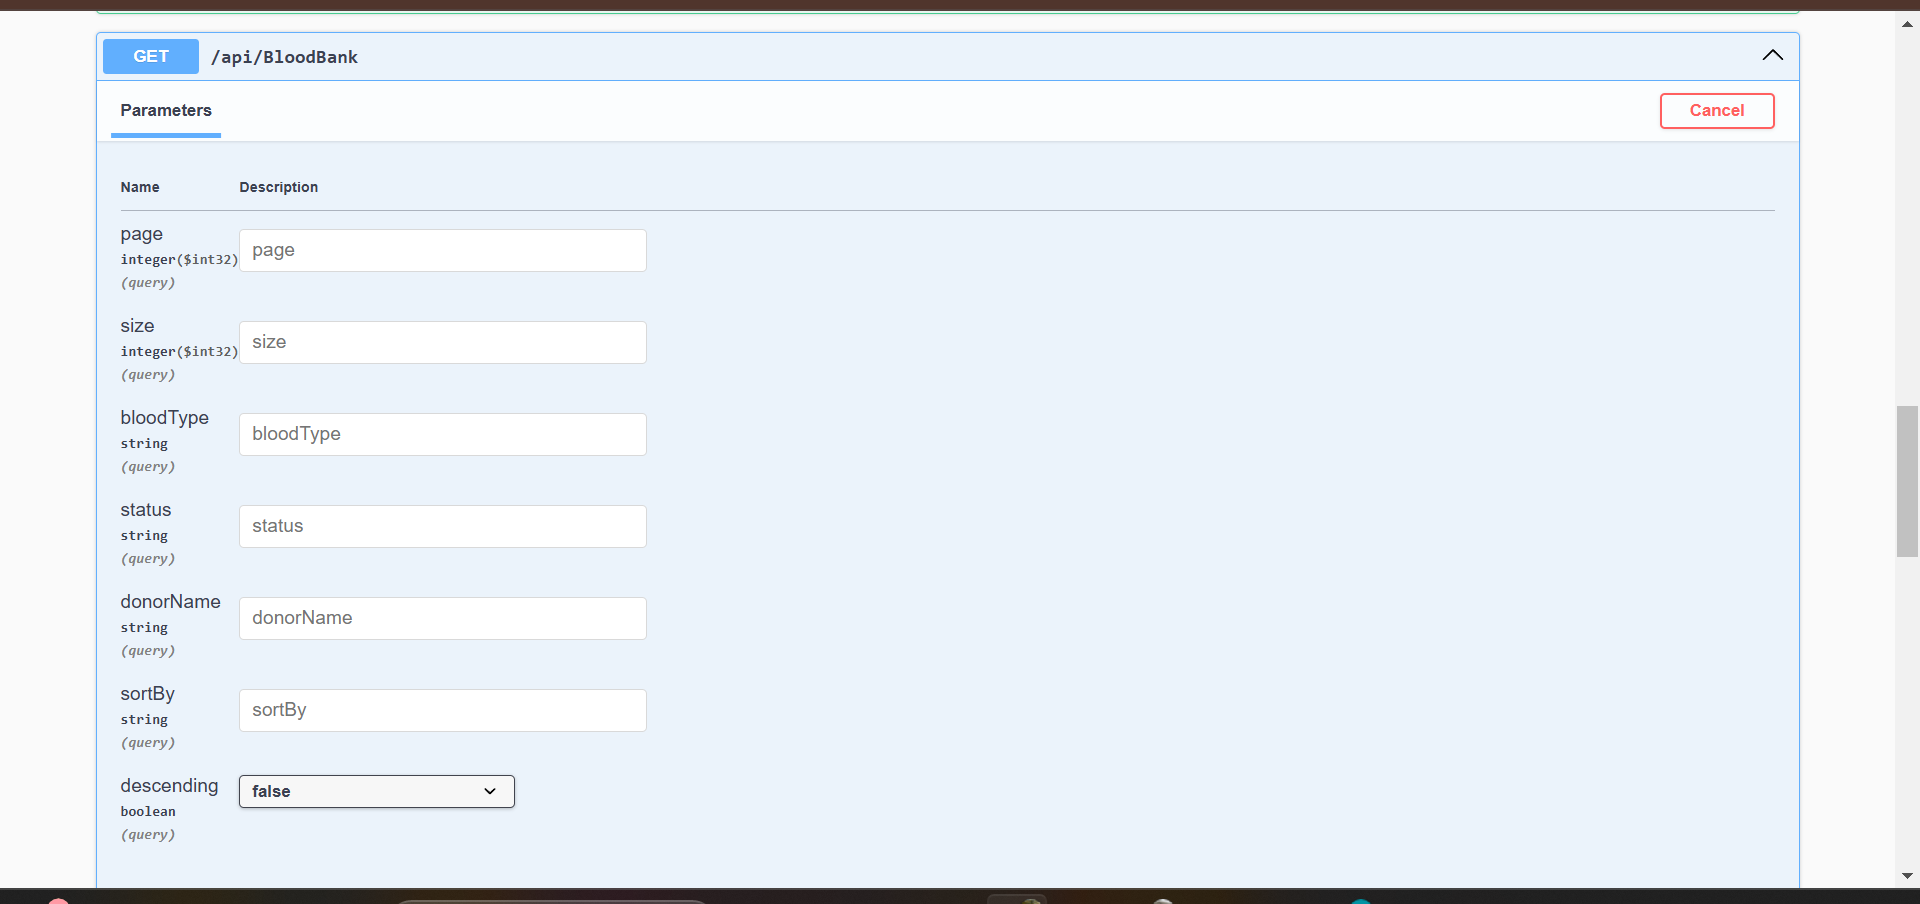 GET /api/BloodBank
Parameters
Cancel
Name Description
page
integer($int32)
(query)
page
size
integer($int32)
(query)
size
bloodType
string
(query)
bloodType
status
string
(query)
status
donorName
string
(query)
donorName
sortBy
string
(query)
sortBy
descending
boolean
(query)
false